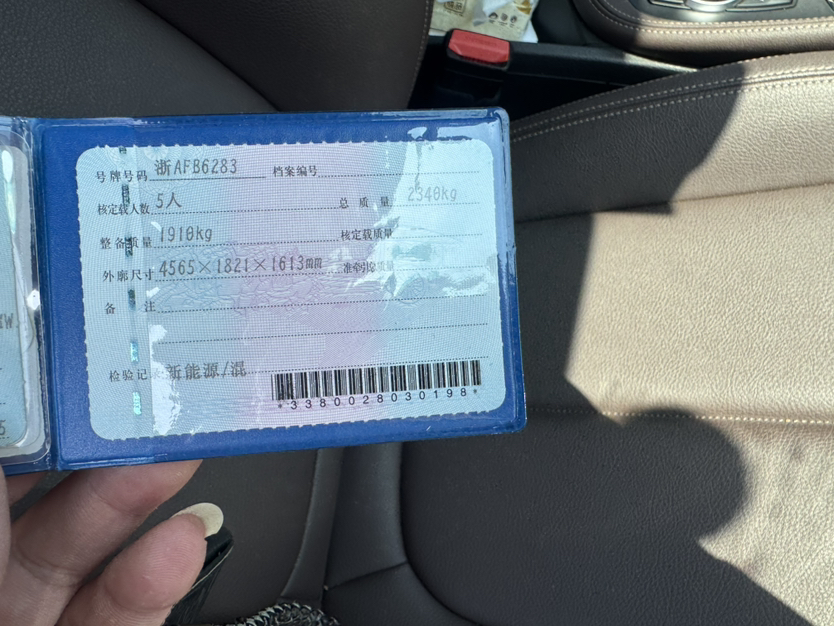 号牌号码 浙AFB6283 档案编号
核定载人数 5人 总质量 2340kg
整备质量 1910kg 核定载质量
外廓尺寸 4565×1821×1613mm 准牵引总质量
备注
检验记录 新能源/混
*3380028030198*